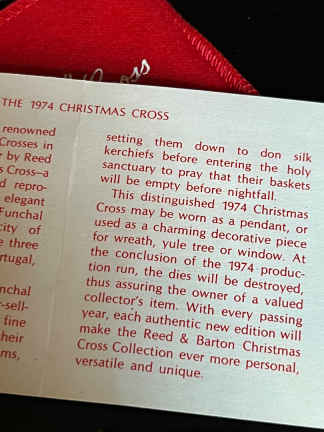 Cross
THE 1974 CHRISTMAS CROSS
renowned
Crosses in
by Reed
Cross—a
repro-
elegant
Funchal
city of
three
rtugal,
nchal
-sell-
fine
heir
ms,
setting them down to don silk
kerchiefs before entering the holy
sanctuary to pray that their baskets
will be empty before nightfall.
This distinguished 1974 Christmas
Cross may be worn as a pendant, or
used as a charming decorative piece
for wreath, yule tree or window. At
the conclusion of the 1974 produc-
tion run, the dies will be destroyed,
thus assuring the owner of a valued
collector's item. With every passing
year, each authentic new edition will
make the Reed & Barton Christmas
Cross Collection ever more personal,
versatile and unique.